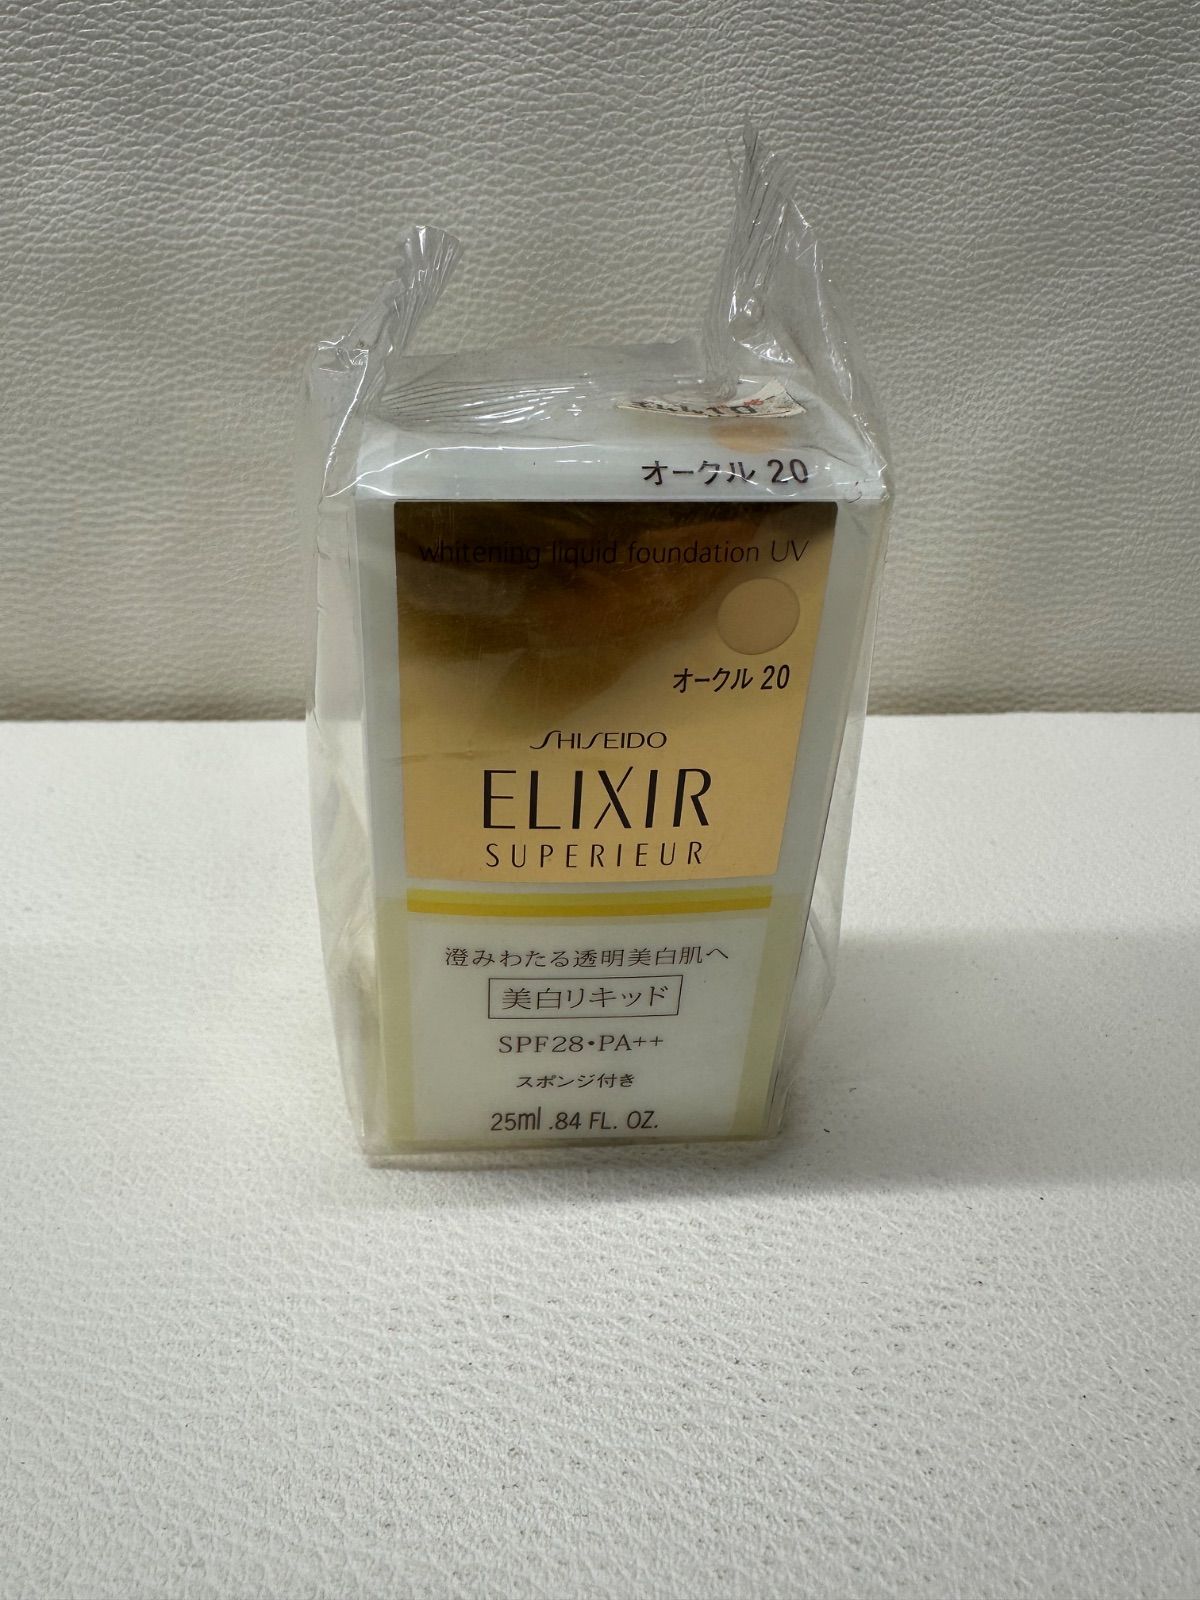 オークル 20
whitening liquid foundation UV
オークル 20
SHISEIDO
ELIXIR
SUPERIEUR
澄みわたる透明美白肌へ
美白リキッド
SPF28・PA++
スポンジ付き
25ml .84 FL. OZ.